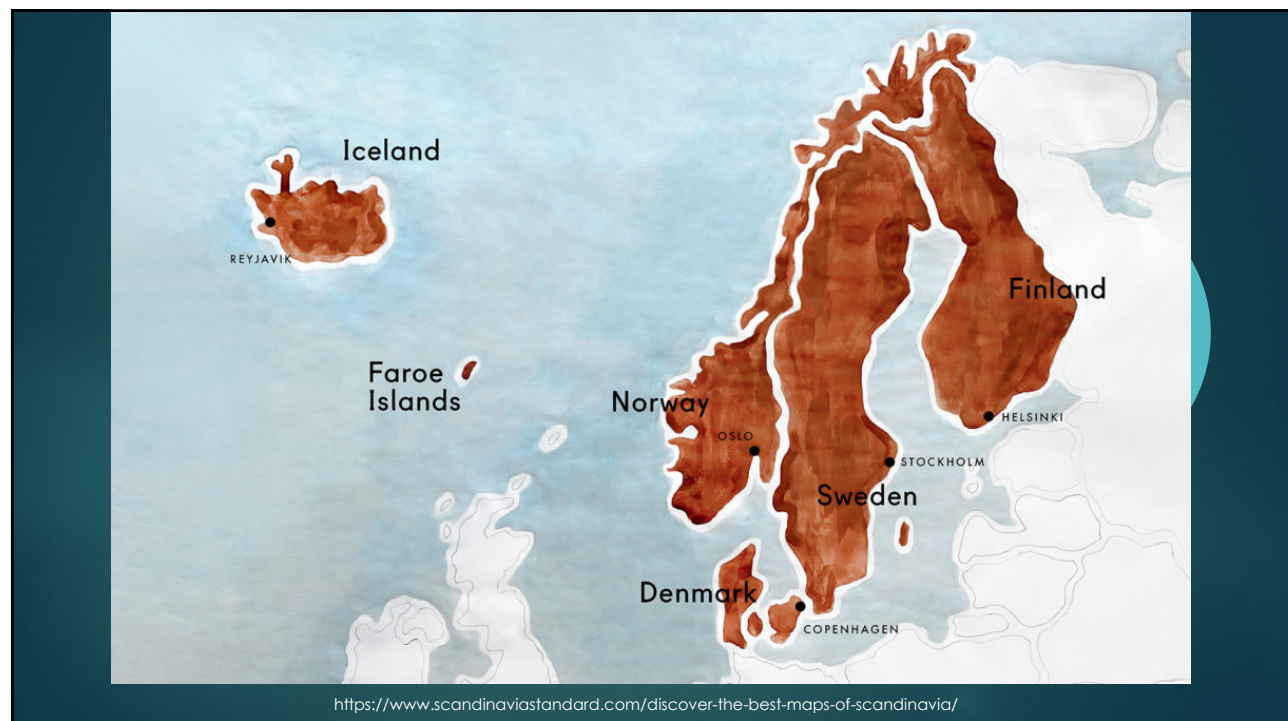 Iceland
REYJAVIK
Faroe
Islands
Finland
Norway
OSLO
HELSINKI
STOCKHOLM
Sweden
Denmark
COPENHAGEN
https://www.scandinaviastandard.com/discover-the-best-maps-of-scandinavia/